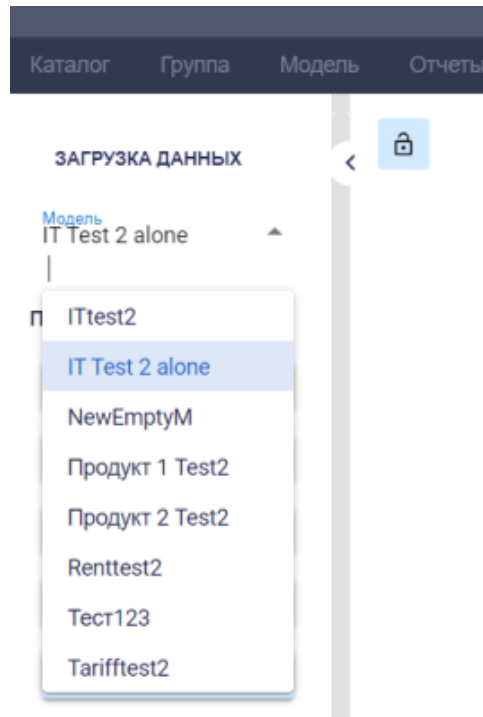 Каталог Группа Модель Отчеты
ЗАГРУЗКА ДАННЫХ
Модель
IT Test 2 alone
П
ITtest2
IT Test 2 alone
NewEmptyM
Продукт 1 Test2
Продукт 2 Test2
Renttest2
Тест123
Tarifftest2